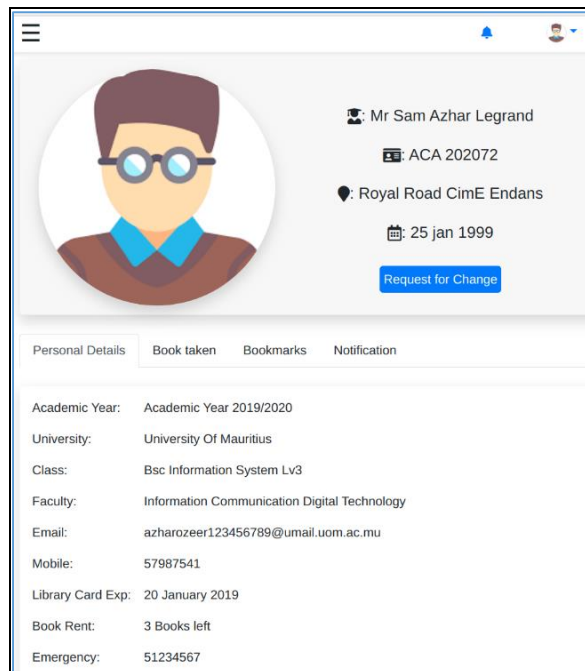 : Mr Sam Azhar Legrand
: ACA 202072
: Royal Road CimE Endans
: 25 jan 1999
Request for Change
Personal Details Book taken Bookmarks Notification
Academic Year: Academic Year 2019/2020
University: University Of Mauritius
Class: Bsc Information System Lv3
Faculty: Information Communication Digital Technology
Email: azharozeer123456789@umail.uom.ac.mu
Mobile: 57987541
Library Card Exp: 20 January 2019
Book Rent: 3 Books left
Emergency: 51234567